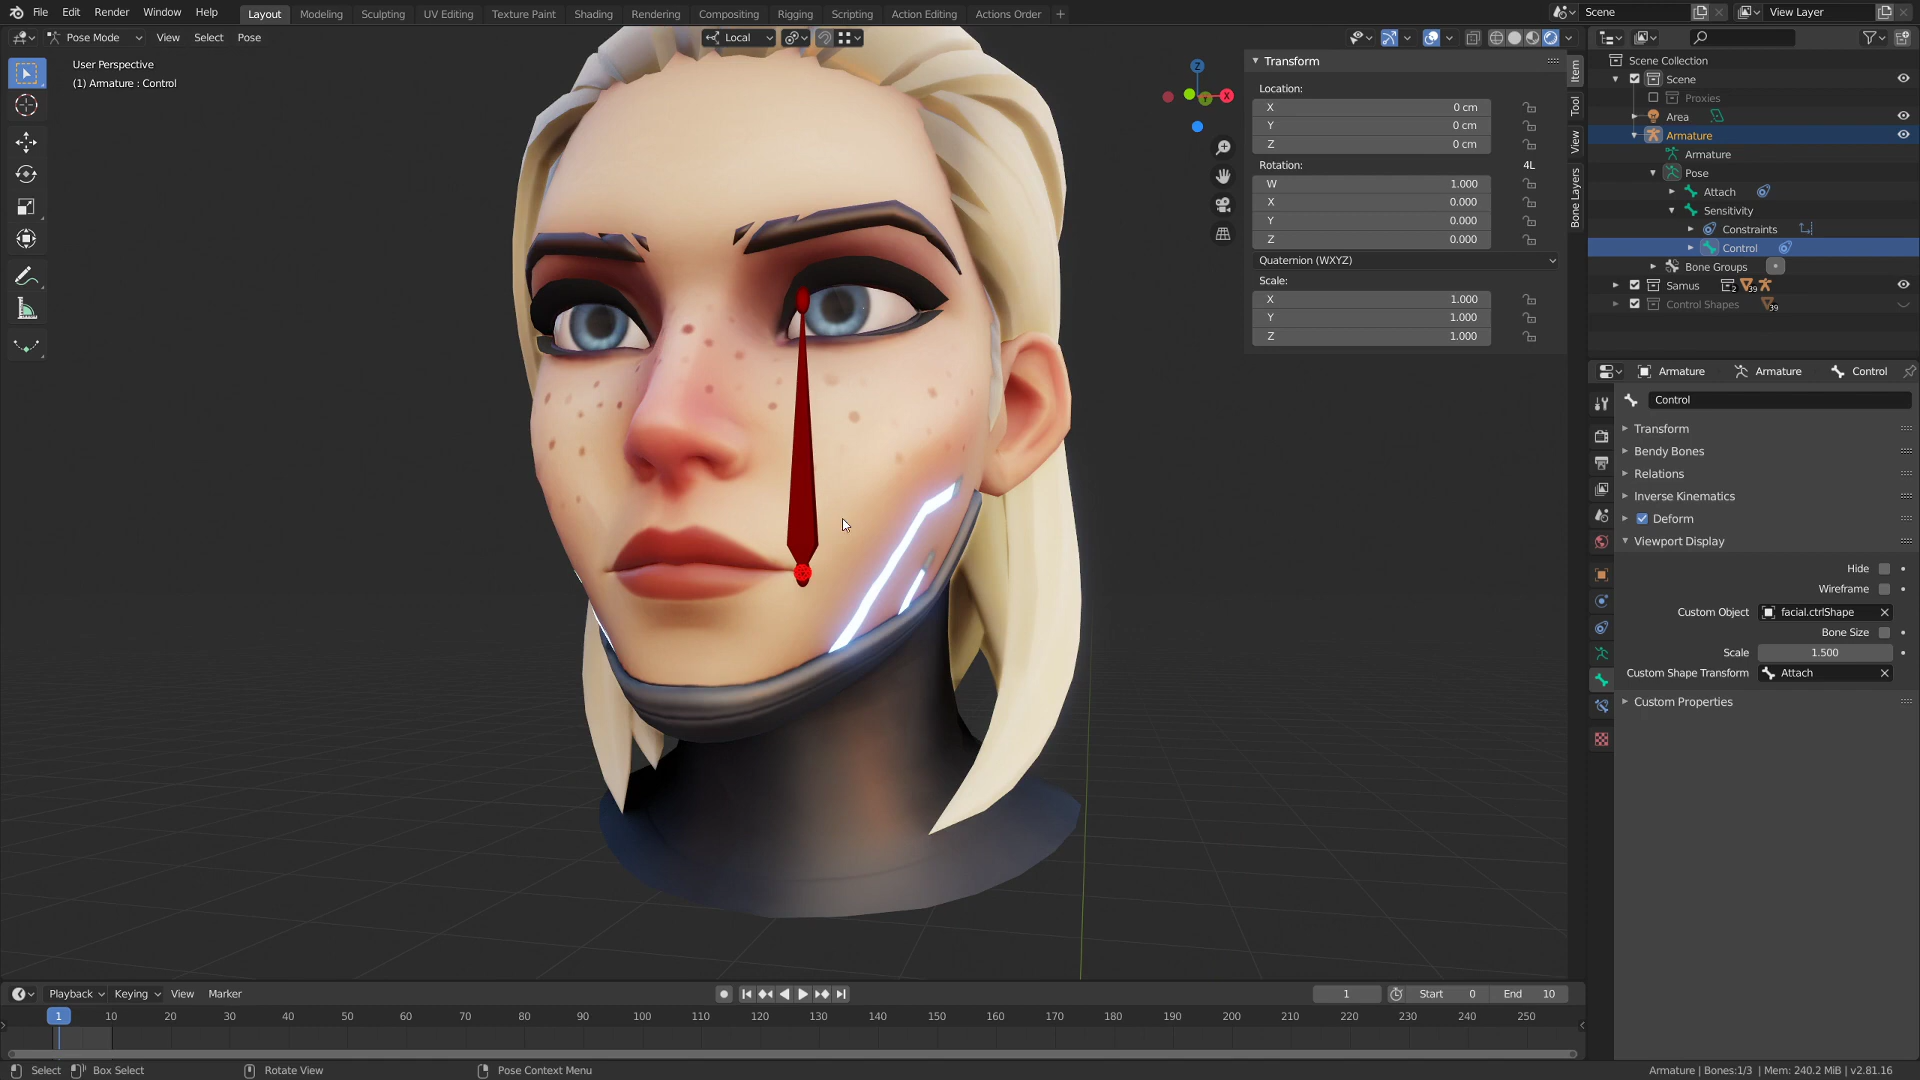 File Edit Render Window Help Layout Modeling Sculpting UV Editing Texture Paint Shading Rendering Compositing Rigging Scripting Action Editing Actions Order + Scene View Layer
Pose Mode View Select Pose Local
User Perspective
(1) Armature : Control
Z
X
Y
Transform
Location:
X 0 cm
Y 0 cm
Z 0 cm
Rotation: 4L
W 1.000
X 0.000
Y 0.000
Z 0.000
Quaternion (WXYZ)
Scale:
X 1.000
Y 1.000
Z 1.000
Item
Tool
View
Bone Layers
Scene Collection
Scene
Proxies
Area
Armature
Armature
Pose
Attach
Sensitivity
Constraints
Control
Bone Groups
Samus 2 39
Control Shapes 39
Armature Armature Control
Control
Transform
Bendy Bones
Relations
Inverse Kinematics
Deform
Viewport Display
Hide
Wireframe
Custom Object facial.ctrlShape
Bone Size
Scale 1.500
Custom Shape Transform Attach
Custom Properties
Playback Keying View Marker 1 Start 0 End 10
1 10 20 30 40 50 60 70 80 90 100 110 120 130 140 150 160 170 180 190 200 210 220 230 240 250
Select Box Select Rotate View Pose Context Menu Armature | Bones:1/3 | Mem: 240.2 MiB | v2.81.16